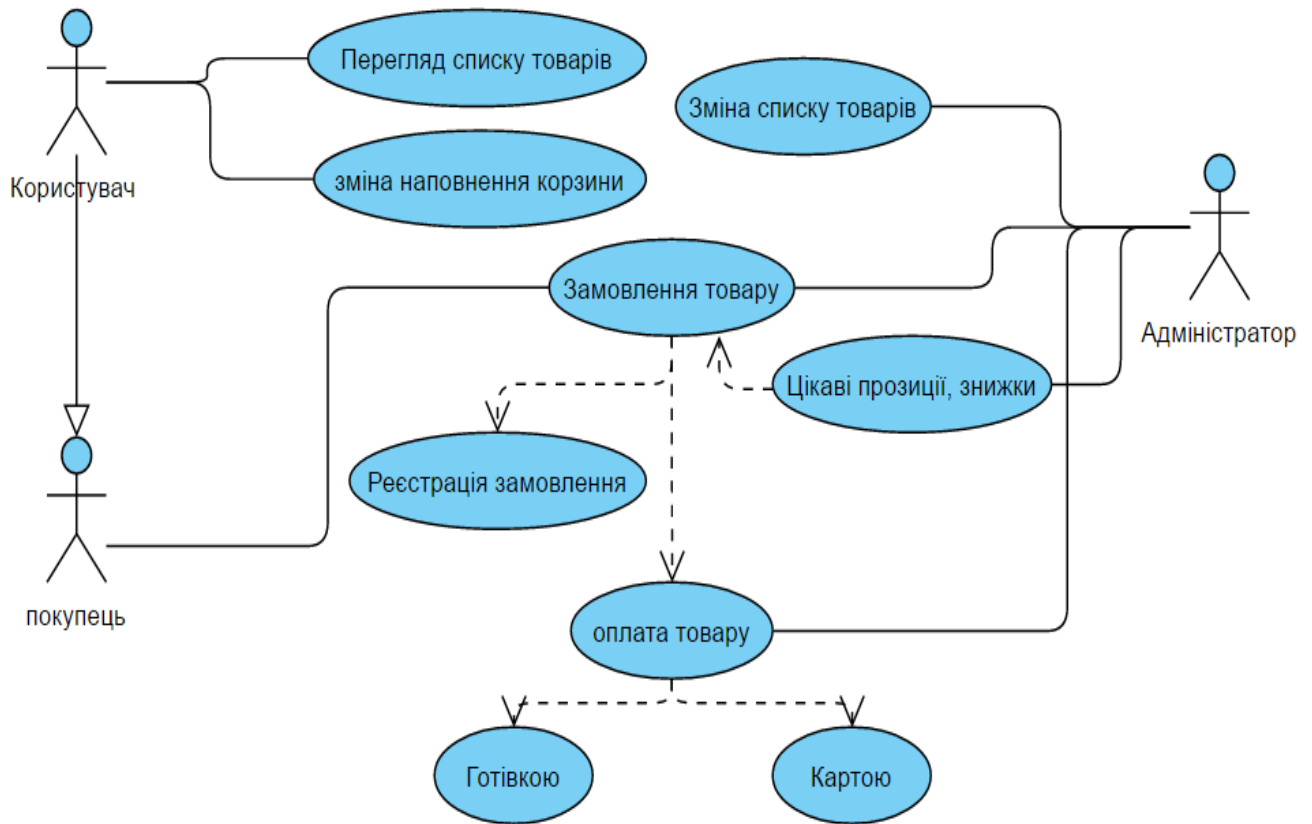 Перегляд списку товарів
Зміна списку товарів
зміна наповнення корзини
Користувач
Замовлення товару
Адміністратор
Цікаві прозиції, знижки
Реєстрація замовлення
покупець
оплата товару
Готівкою
Картою